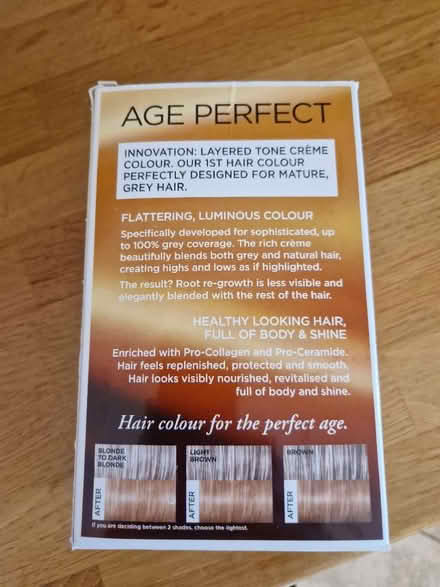 AGE PERFECT
INNOVATION: LAYERED TONE CRÈME
COLOUR. OUR 1ST HAIR COLOUR
PERFECTLY DESIGNED FOR MATURE,
GREY HAIR.
FLATTERING, LUMINOUS COLOUR
Specifically developed for sophisticated, up
to 100% grey coverage. The rich crème
beautifully blends both grey and natural hair,
creating highs and lows as if highlighted.
The result? Root re-growth is less visible and
elegantly blended with the rest of the hair.
HEALTHY LOOKING HAIR,
FULL OF BODY & SHINE
Enriched with Pro-Collagen and Pro-Ceramide.
Hair feels replenished, protected and smooth.
Hair looks visibly nourished, revitalised and
full of body and shine.
Hair colour for the perfect age.
BLONDE
TO DARK
BLONDE
AFTER
LIGHT
BROWN
AFTER
BROWN
AFTER
If you are deciding between 2 shades, choose the lightest.